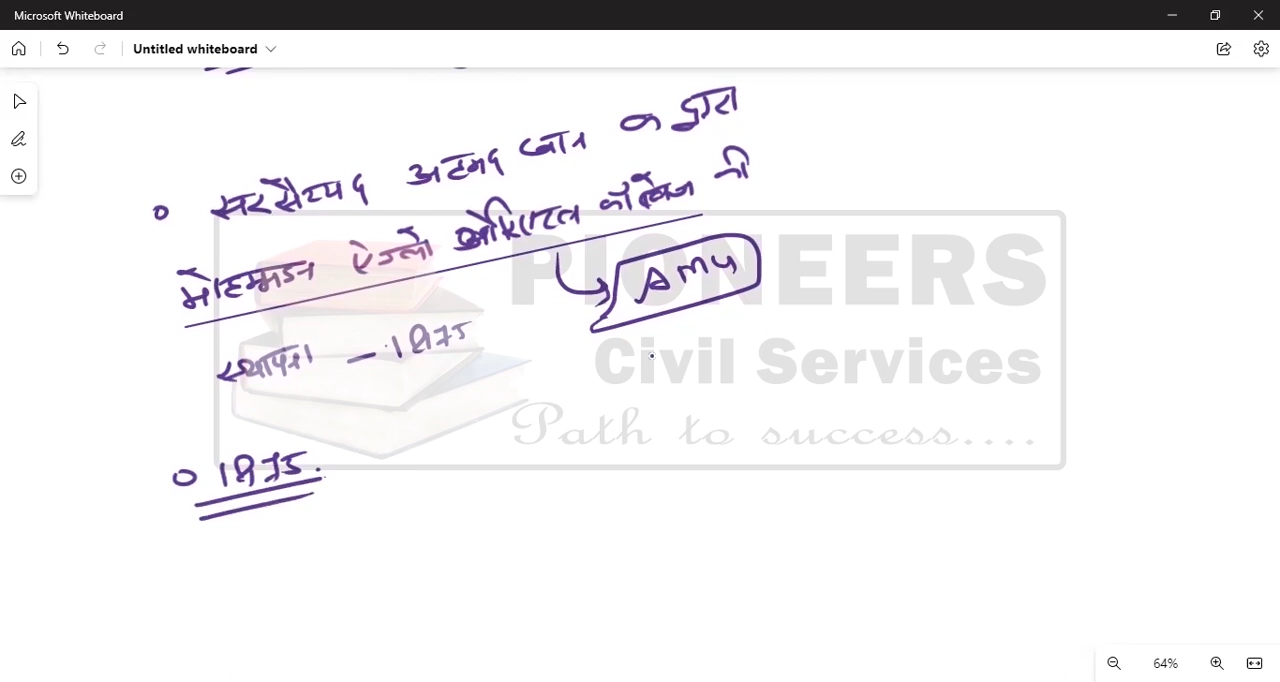 Microsoft Whiteboard
Untitled whiteboard
सर सैय्यद अहमद खान के द्वारा
मोहम्मडन ऐंग्लो ओरिएंटल कॉलेज की
AMU
स्थापना - 1875
1875.
PIONEERS
Civil Services
Path to success....
64%